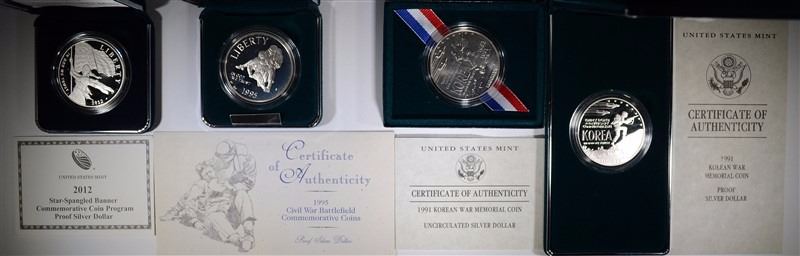 LIBERTY
2012
UNITED STATES MINT
2012
Star-Spangled Banner
Commemorative Coin Program
Proof Silver Dollar
LIBERTY
1995
Certificate
of Authenticity
1995
Civil War Battlefield
Commemorative Coins
Proof Silver Dollar
UNITED STATES MINT
CERTIFICATE OF AUTHENTICITY
1991 KOREAN WAR MEMORIAL COIN
UNCIRCULATED SILVER DOLLAR
KOREA
UNITED STATES MINT
CERTIFICATE OF
AUTHENTICITY
1991
KOREAN WAR
MEMORIAL COIN
PROOF
SILVER DOLLAR